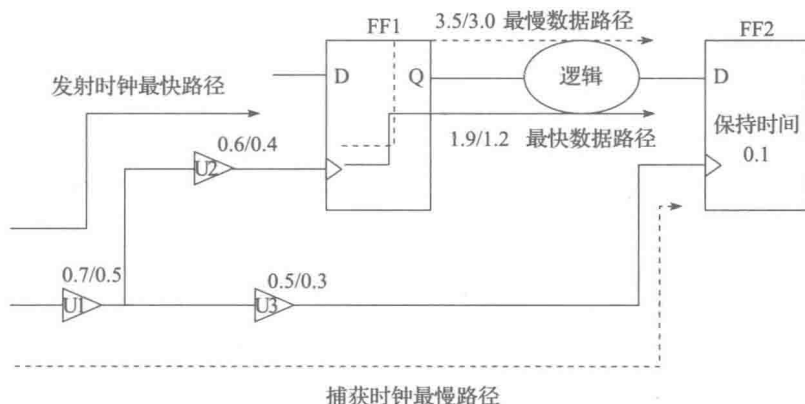 3.5/3.0 最慢数据路径
FF1
FF2
D
Q
逻辑
D
发射时钟最快路径
保持时间
0.1
1.9/1.2 最快数据路径
0.6/0.4
U2
0.7/0.5
0.5/0.3
U1
U3
捕获时钟最慢路径